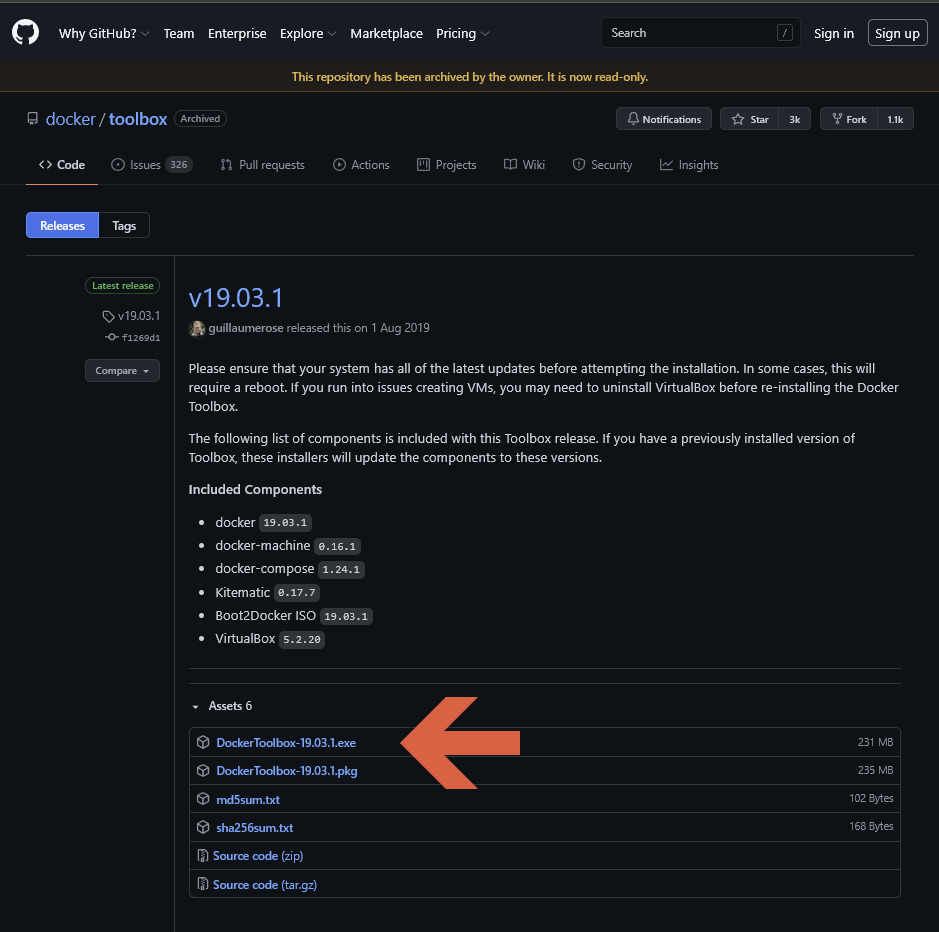 Why GitHub? Team Enterprise Explore Marketplace Pricing Search / Sign in Sign up
This repository has been archived by the owner. It is now read-only.
docker / toolbox Archived Notifications Star 3k Fork 1.1k
Code Issues 326 Pull requests Actions Projects Wiki Security Insights
Releases Tags
Latest release
v19.03.1
f1269d1
Compare
v19.03.1
guillaumerose released this on 1 Aug 2019
Please ensure that your system has all of the latest updates before attempting the installation. In some cases, this will
require a reboot. If you run into issues creating VMs, you may need to uninstall VirtualBox before re-installing the Docker
Toolbox.
The following list of components is included with this Toolbox release. If you have a previously installed version of
Toolbox, these installers will update the components to these versions.
Included Components
docker 19.03.1
docker-machine 0.16.1
docker-compose 1.24.1
Kitematic 0.17.7
Boot2Docker ISO 19.03.1
VirtualBox 5.2.20
Assets 6
DockerToolbox-19.03.1.exe 231 MB
DockerToolbox-19.03.1.pkg 235 MB
md5sum.txt 102 Bytes
sha256sum.txt 168 Bytes
Source code (zip)
Source code (tar.gz)